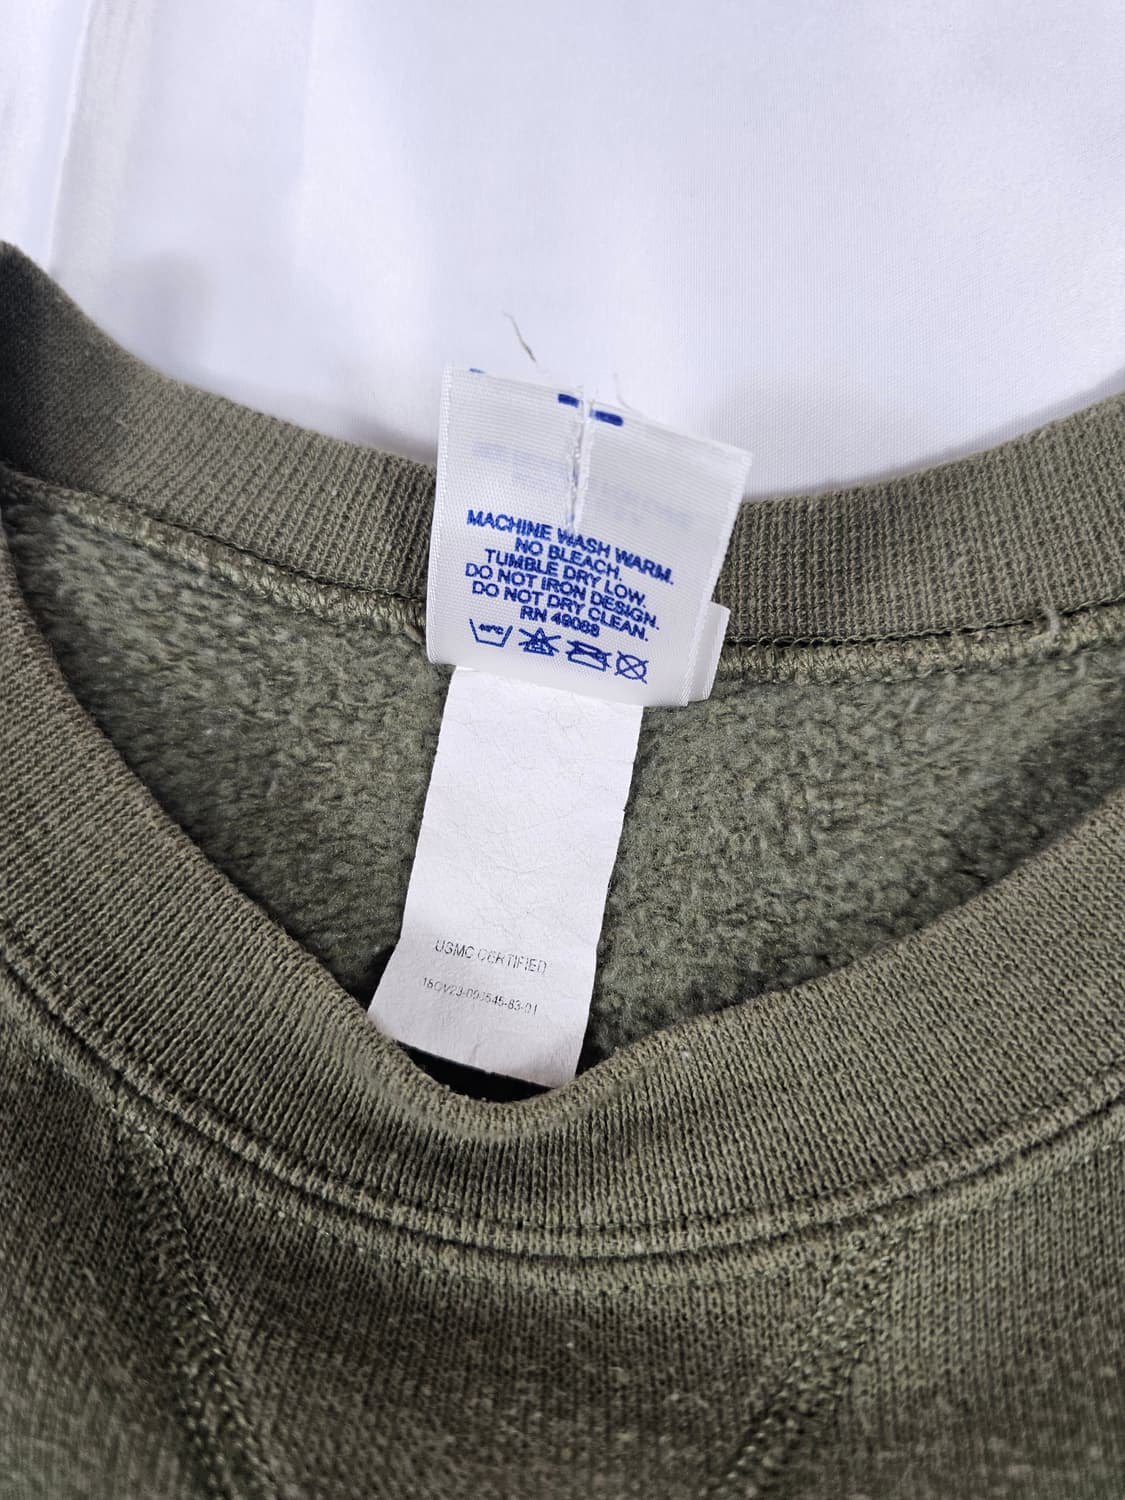 MACHINE WASH WARM.
NO BLEACH.
TUMBLE DRY LOW.
DO NOT IRON DESIGN.
DO NOT DRY CLEAN.
RN 49088
40°C
USMC CERTIFIED